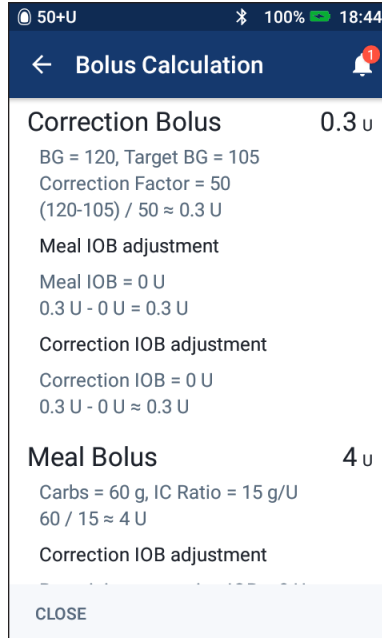 50+U 100% 18:44
← Bolus Calculation 1
Correction Bolus 0.3 U
BG = 120, Target BG = 105
Correction Factor = 50
(120-105) / 50 ≈ 0.3 U
Meal IOB adjustment
Meal IOB = 0 U
0.3 U - 0 U = 0.3 U
Correction IOB adjustment
Correction IOB = 0 U
0.3 U - 0 U ≈ 0.3 U
Meal Bolus 4 U
Carbs = 60 g, IC Ratio = 15 g/U
60 / 15 ≈ 4 U
Correction IOB adjustment
CLOSE